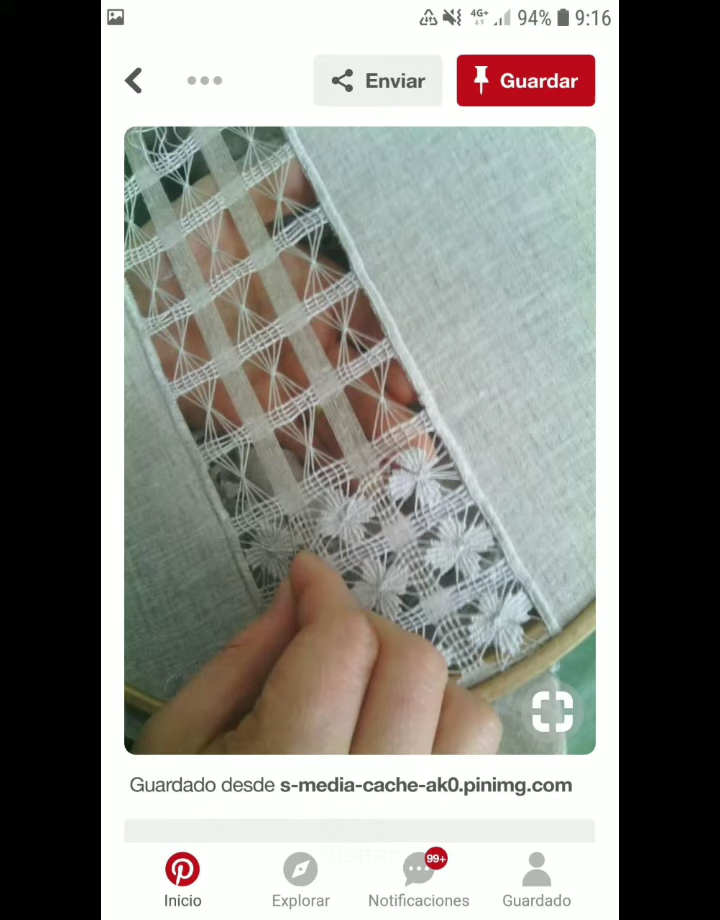 4G+ 94% 9:16
Enviar Guardar
Guardado desde s-media-cache-ak0.pinimg.com
99+
Inicio Explorar Notificaciones Guardado